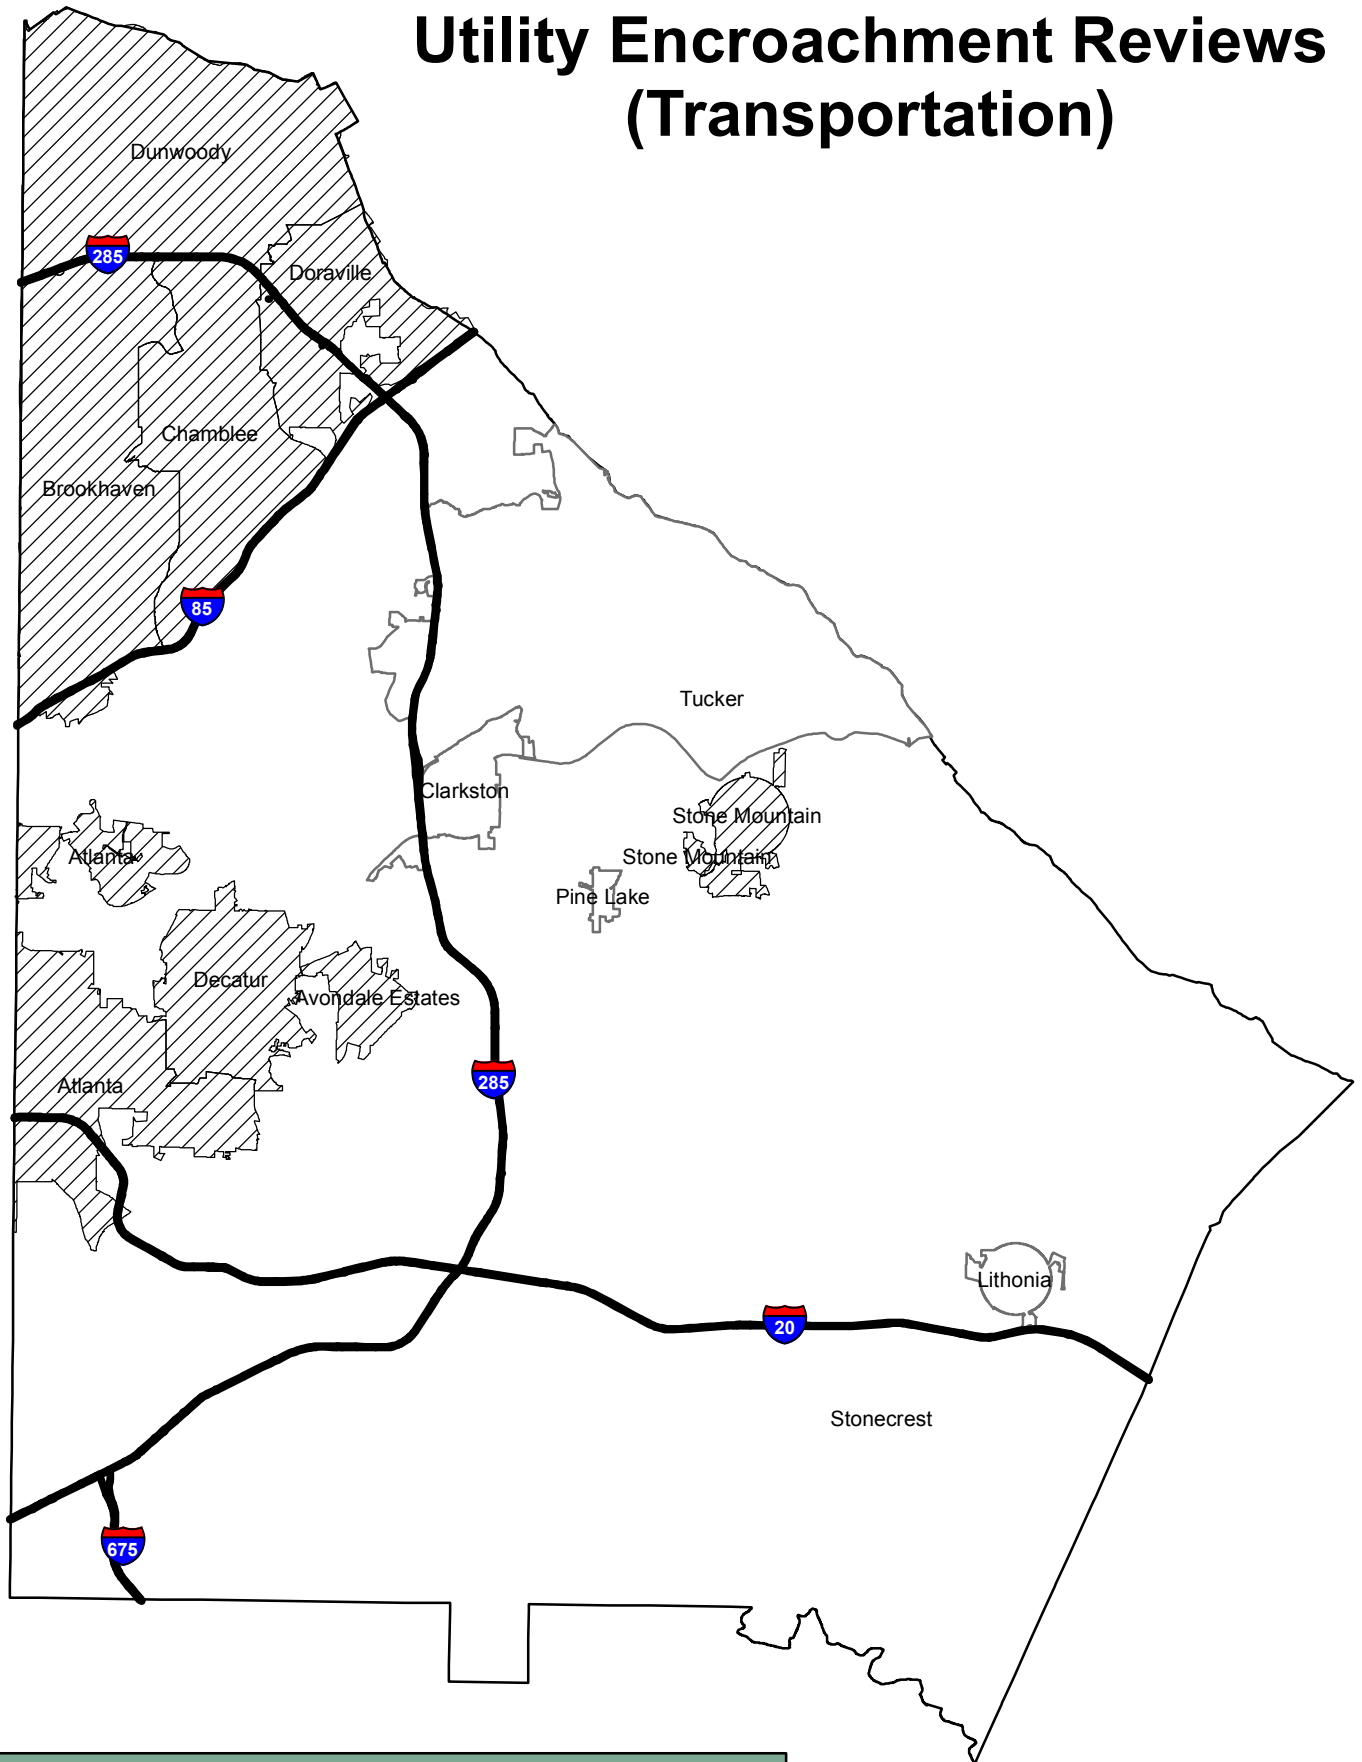 Utility Encroachment Reviews
(Transportation)
Dunwoody
285
Doraville
Chamblee
Brookhaven
85
Tucker
Clarkston
Stone Mountain
Atlanta
Stone Mountain
Pine Lake
Decatur
Avondale Estates
285
Atlanta
Lithonia
20
Stonecrest
675